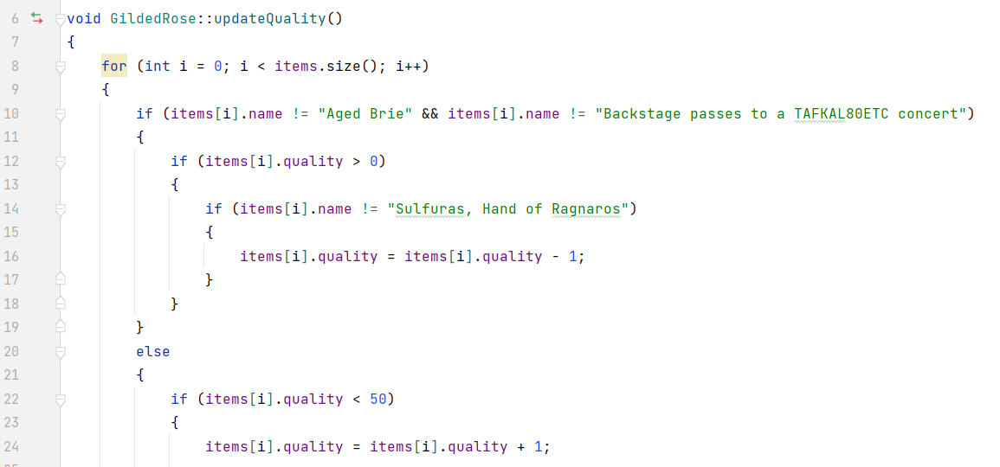 6 void GildedRose::updateQuality()
7 {
8     for (int i = 0; i < items.size(); i++)
9     {
10         if (items[i].name != "Aged Brie" && items[i].name != "Backstage passes to a TAFKAL80ETC concert")
11         {
12             if (items[i].quality > 0)
13             {
14                 if (items[i].name != "Sulfuras, Hand of Ragnaros")
15                 {
16                     items[i].quality = items[i].quality - 1;
17                 }
18             }
19         }
20         else
21         {
22             if (items[i].quality < 50)
23             {
24                 items[i].quality = items[i].quality + 1;